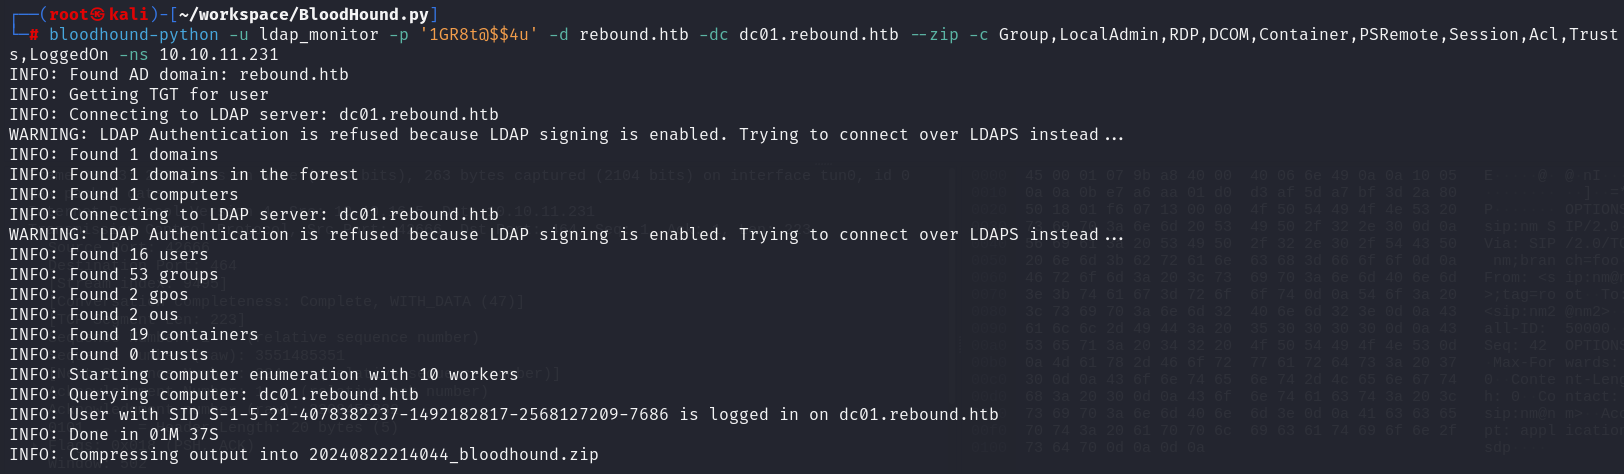 ┌──(root㉿kali)-[~/workspace/BloodHound.py]
└─# bloodhound-python -u ldap_monitor -p '1GR8t@$$4u' -d rebound.htb -dc dc01.rebound.htb --zip -c Group,LocalAdmin,RDP,DCOM,Container,PSRemote,Session,Acl,Trust
s,LoggedOn -ns 10.10.11.231
INFO: Found AD domain: rebound.htb
INFO: Getting TGT for user
INFO: Connecting to LDAP server: dc01.rebound.htb
WARNING: LDAP Authentication is refused because LDAP signing is enabled. Trying to connect over LDAPS instead...
INFO: Found 1 domains
INFO: Found 1 domains in the forest
INFO: Found 1 computers
INFO: Connecting to LDAP server: dc01.rebound.htb
WARNING: LDAP Authentication is refused because LDAP signing is enabled. Trying to connect over LDAPS instead...
INFO: Found 16 users
INFO: Found 53 groups
INFO: Found 2 gpos
INFO: Found 2 ous
INFO: Found 19 containers
INFO: Found 0 trusts
INFO: Starting computer enumeration with 10 workers
INFO: Querying computer: dc01.rebound.htb
INFO: User with SID S-1-5-21-4078382237-1492182817-2568127209-7686 is logged in on dc01.rebound.htb
INFO: Done in 01M 37S
INFO: Compressing output into 20240822214044_bloodhound.zip